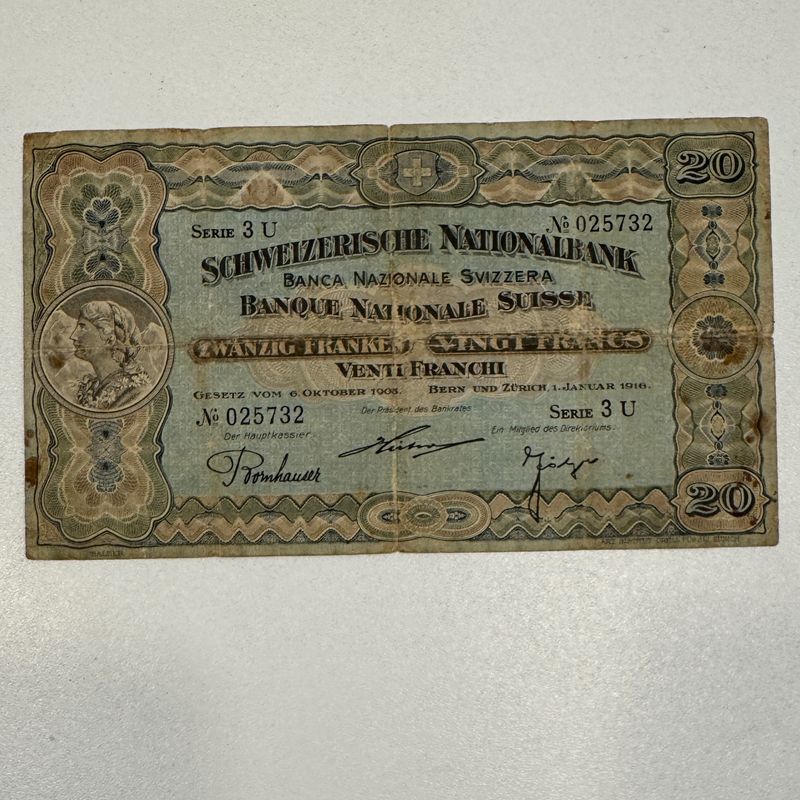 20
SERIE 3 U № 025732
SCHWEIZERISCHE NATIONALBANK
BANCA NAZIONALE SVIZZERA
BANQUE NATIONALE SUISSE
ZWANZIG FRANKEN VINGT FRANCS
VENTI FRANCHI
GESETZ VOM 6. OKTOBER 1905. BERN UND ZÜRICH, 1. JANUAR 1916.
№ 025732 Der Präsident des Bankrates SERIE 3 U
Der Hauptkassier: Ein Mitglied des Direktoriums:
Bornhauser
20
BALZER